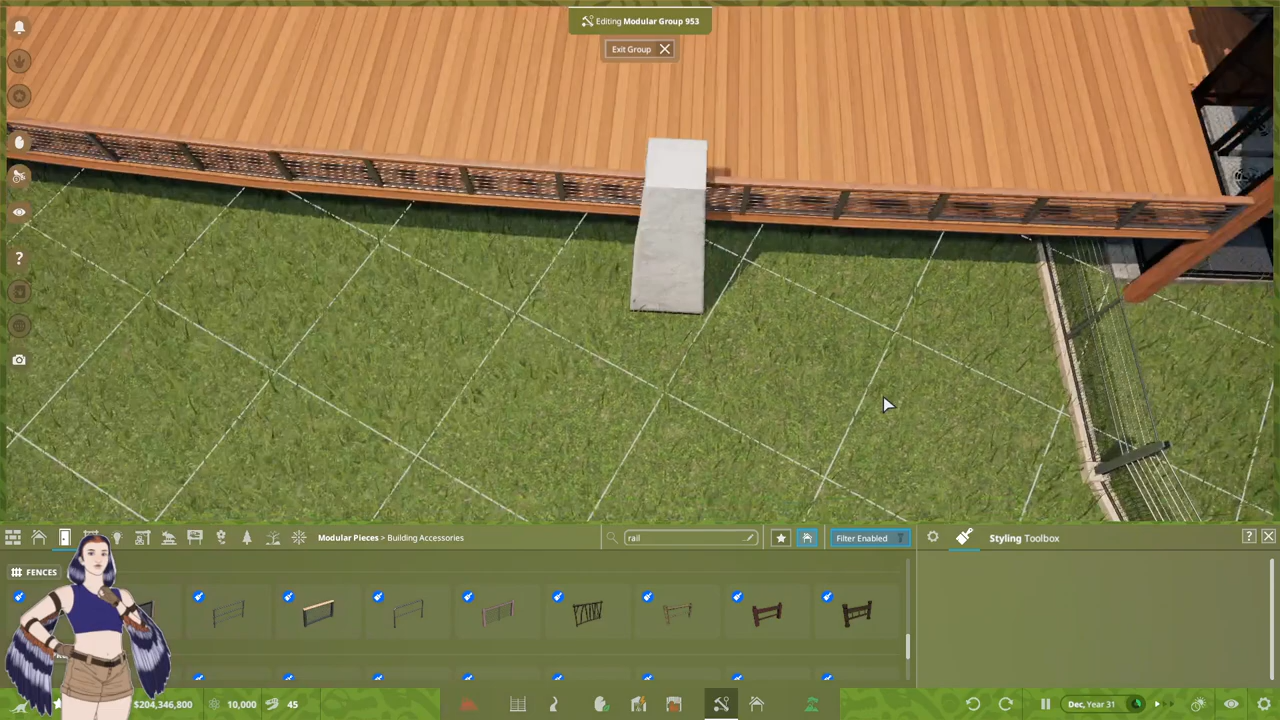 Editing Modular Group 953
Exit Group
Modular Pieces > Building Accessories
rail
Filter Enabled
Styling Toolbox
?
FENCES
$204,346,800
10,000
45
Dec, Year 31
?